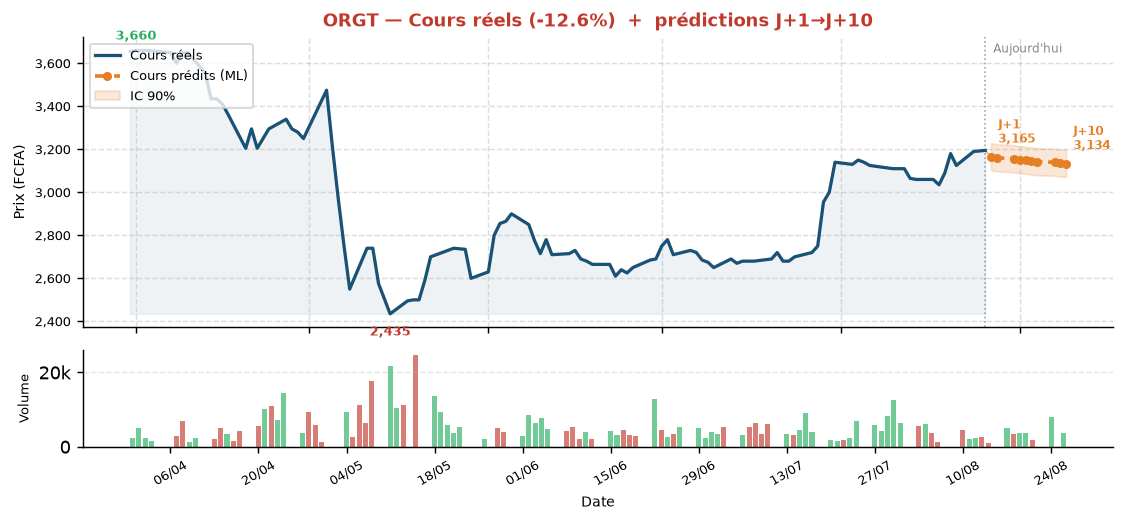 ORGT — Cours réels (-12.6%) + prédictions J+1→J+10
3,660
Cours réels
Cours prédits (ML)
IC 90%
Aujourd'hui
J+1
3,165
J+10
3,134
2,435
Prix (FCFA)
3,600
3,400
3,200
3,000
2,800
2,600
2,400
Volume
20k
0
06/04
20/04
04/05
18/05
01/06
15/06
29/06
13/07
27/07
10/08
24/08
Date